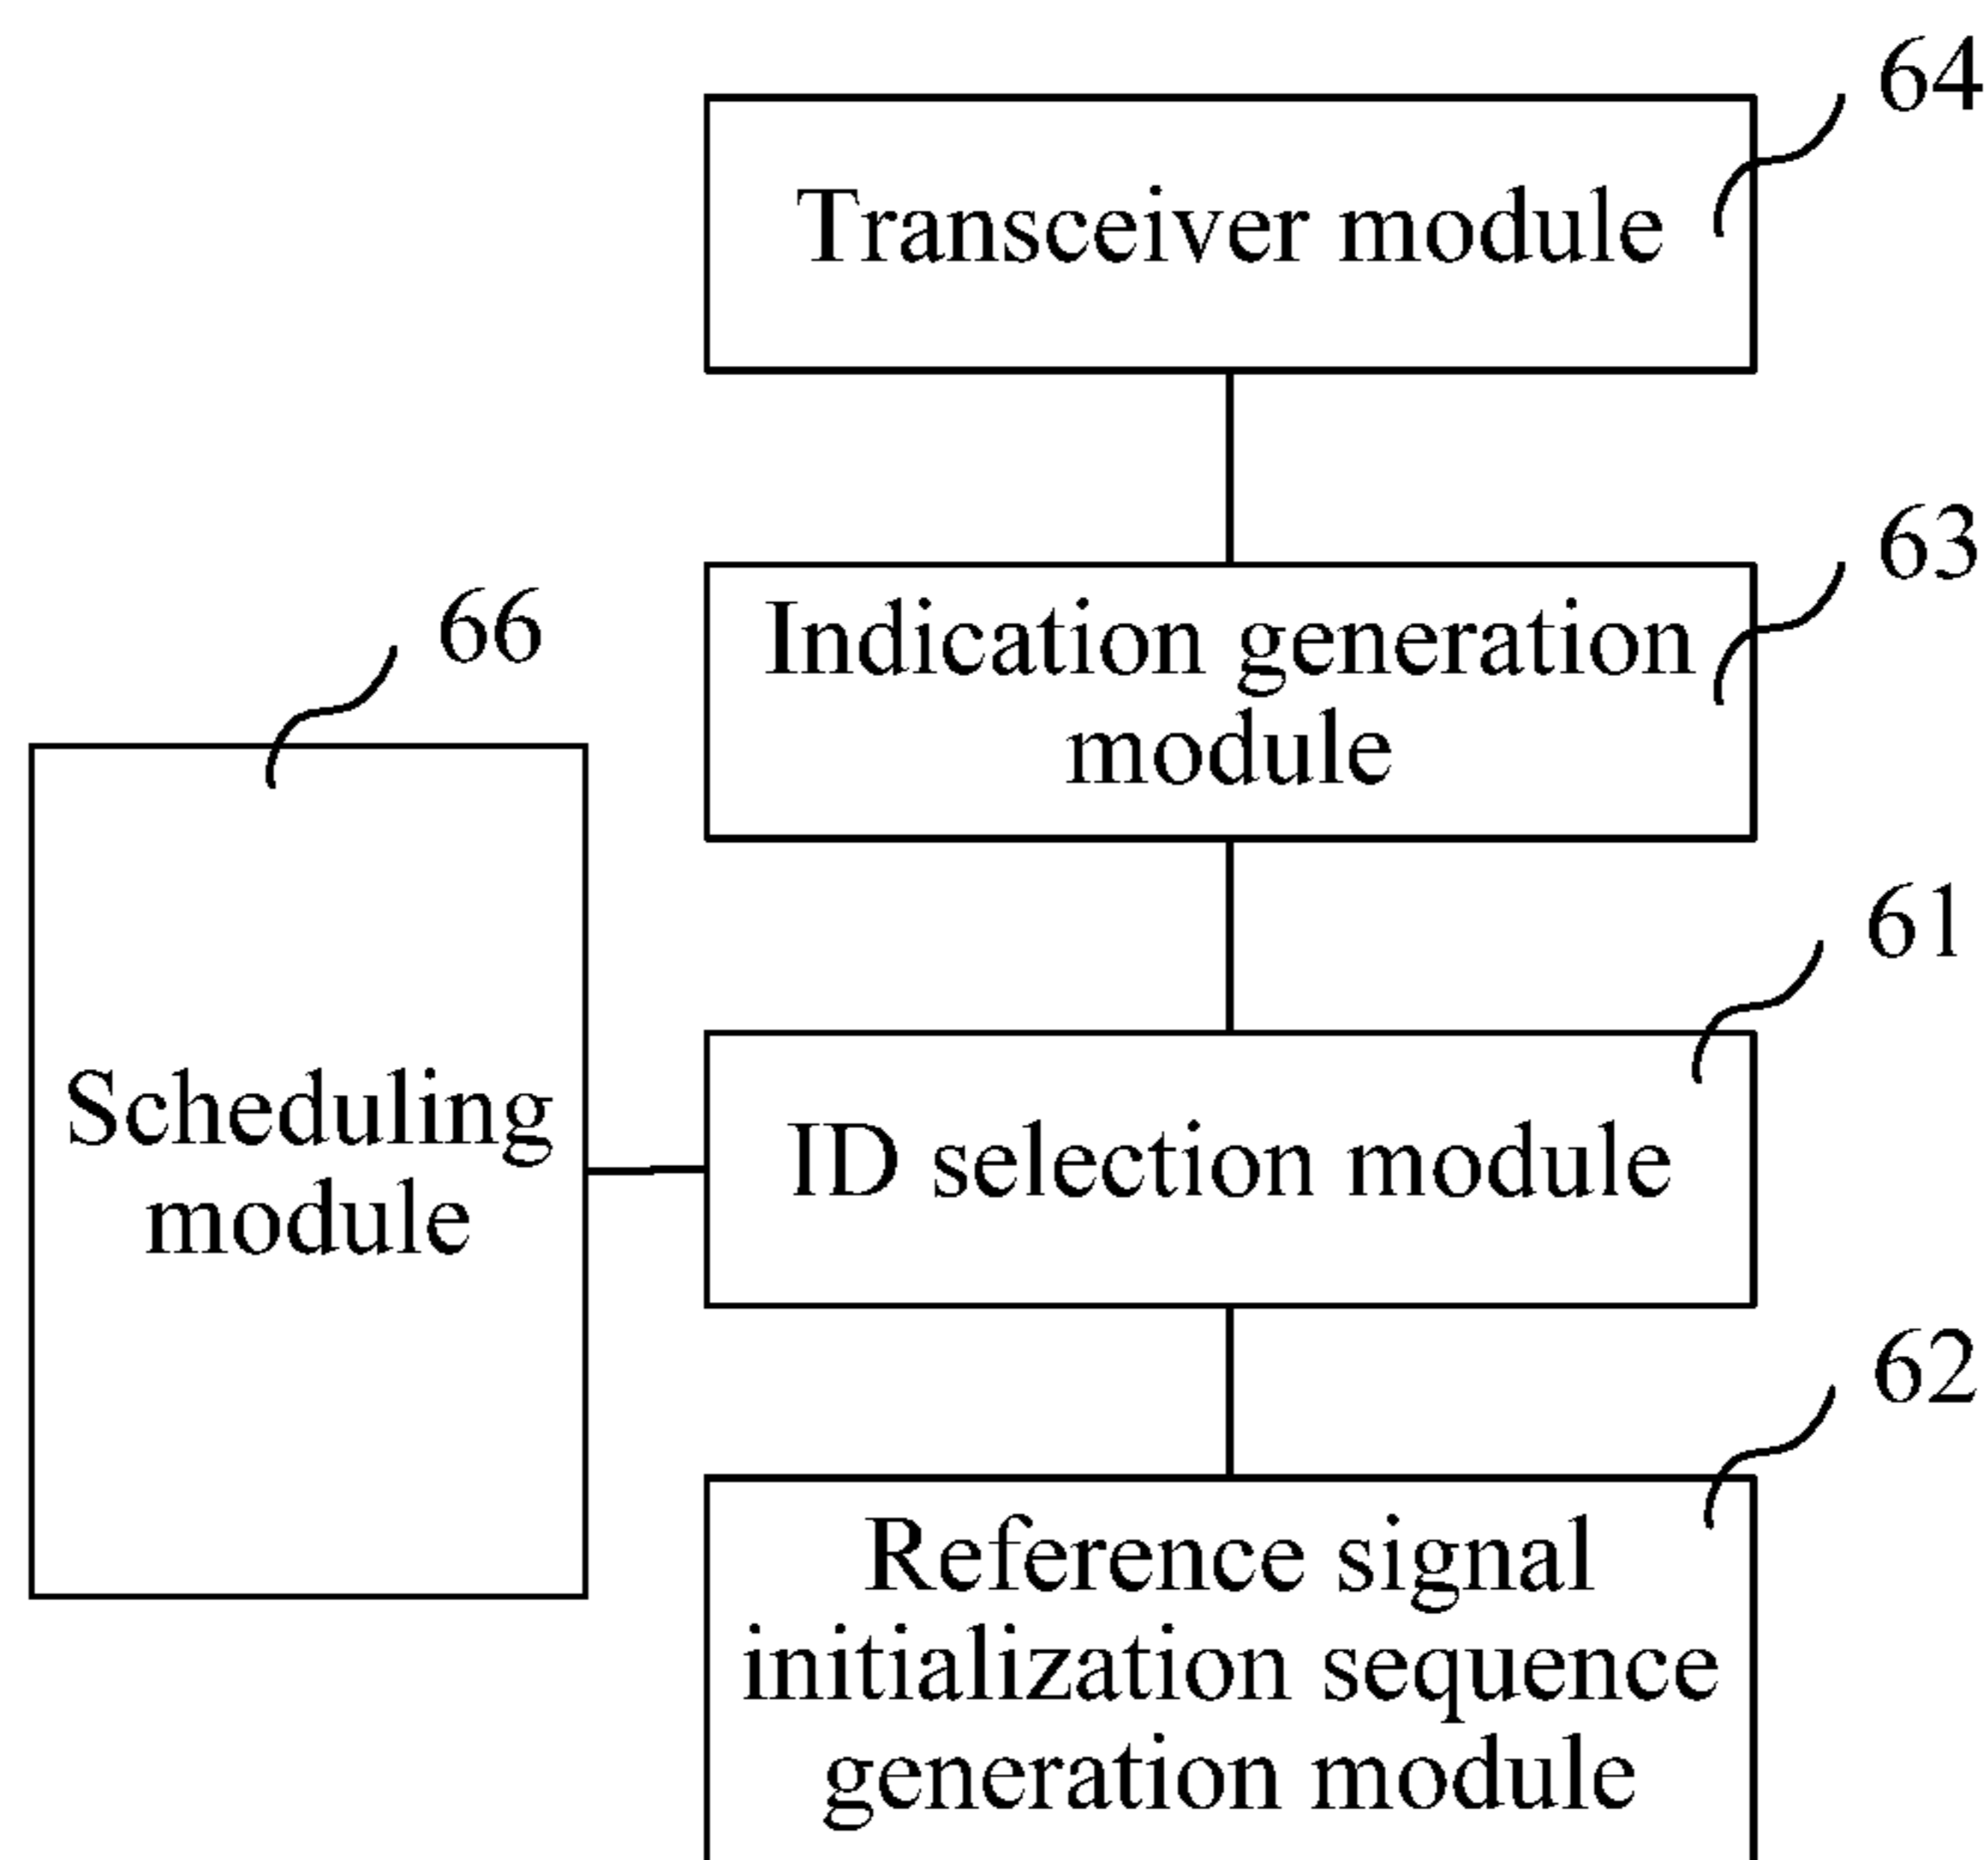 64
Transceiver module
63
Indication generation
module
66
Scheduling
module
61
ID selection module
62
Reference signal
initialization sequence
generation module